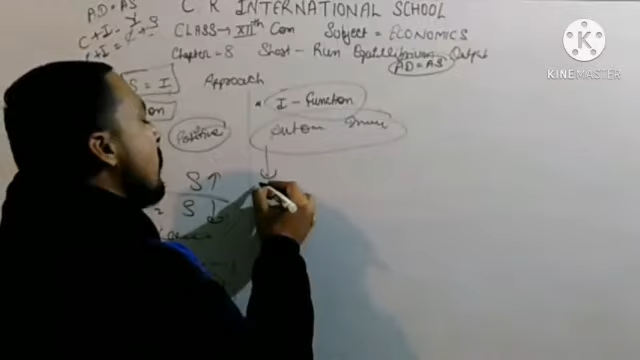 C K INTERNATIONAL SCHOOL
AD = AS
CLASS → XIIth Com Subject = ECONOMICS
C + I =
Chapter - 8 Short - Run Equilibrium Output
AD = AS
S = I Approach
I - Function
Positive
S ↑
= S ↓
KINEMASTER